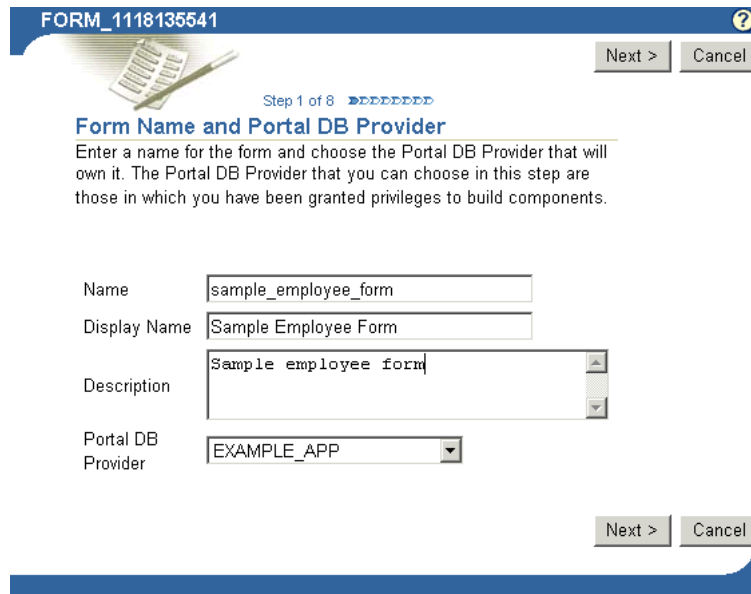 FORM_1118135541
?
Next >
Cancel
Step 1 of 8
Form Name and Portal DB Provider
Enter a name for the form and choose the Portal DB Provider that will
own it. The Portal DB Provider that you can choose in this step are
those in which you have been granted privileges to build components.
Name
sample_employee_form
Display Name
Sample Employee Form
Description
Sample employee form
Portal DB
Provider
EXAMPLE_APP
Next >
Cancel